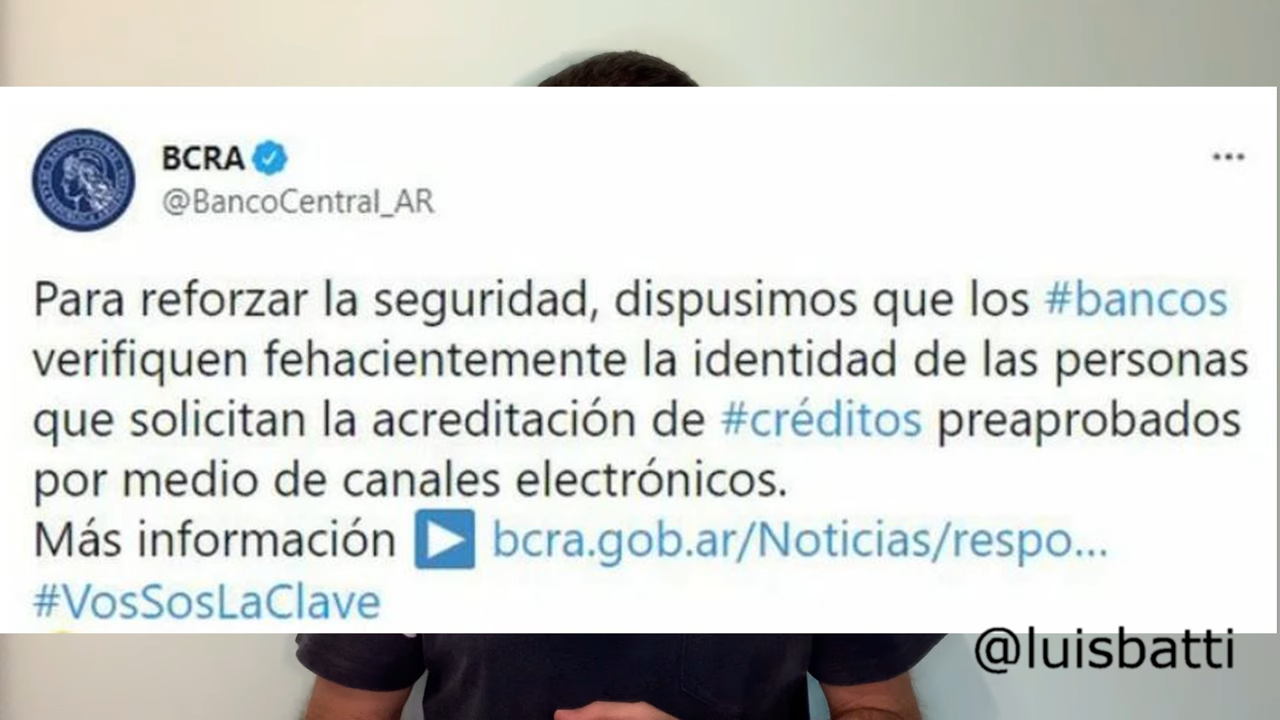 BCRA
@BancoCentral_AR
Para reforzar la seguridad, dispusimos que los #bancos
verifiquen fehacientemente la identidad de las personas
que solicitan la acreditación de #créditos preaprobados
por medio de canales electrónicos.
Más información ▶ bcra.gob.ar/Noticias/respo...
#VosSosLaClave
@luisbatti